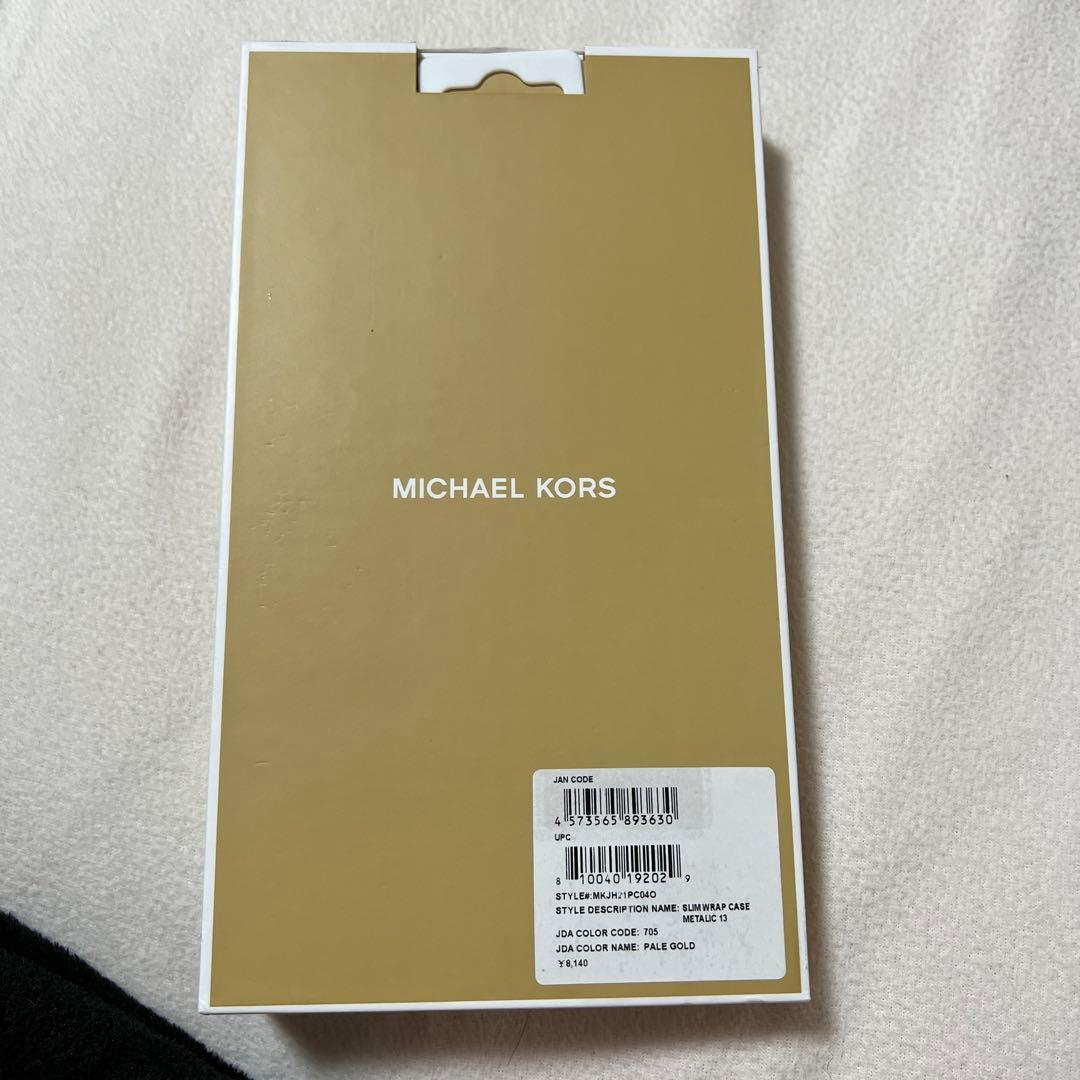 MICHAEL KORS
JAN CODE
4 573565 893630
UPC
8 10040 19202 9
STYLE#:MKJH21PC04O
STYLE DESCRIPTION NAME: SLIM WRAP CASE
METALIC 13
JDA COLOR CODE: 705
JDA COLOR NAME: PALE GOLD
¥8,140